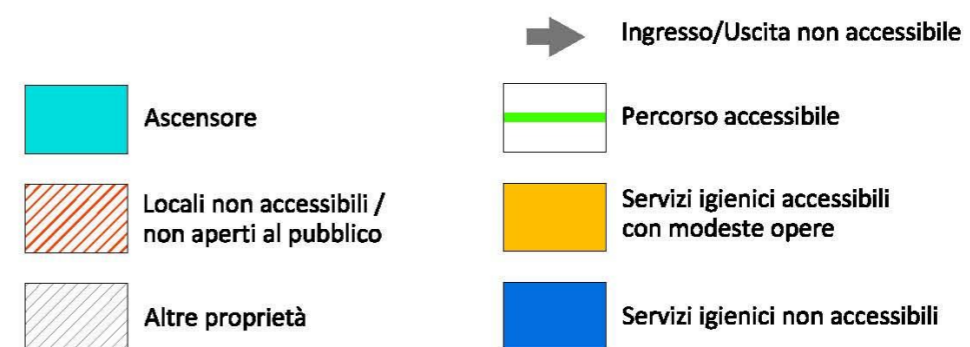 Ingresso/Uscita non accessibile
Ascensore
Percorso accessibile
Locali non accessibili /
non aperti al pubblico
Servizi igienici accessibili
con modeste opere
Altre proprietà
Servizi igienici non accessibili